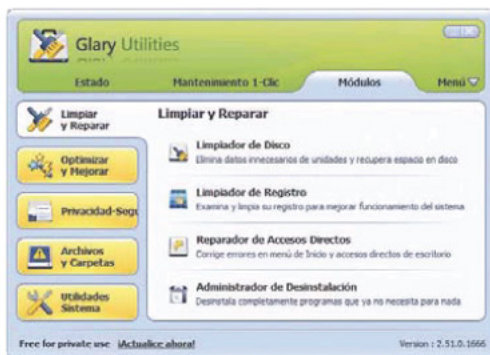 Glary Utilities
Estado
Mantenimiento 1-Clic
Módulos
Menú
Limpiar
y Reparar
Optimizar
y Mejorar
Privacidad-Segu
Archivos
y Carpetas
Utilidades
Sistema
Limpiar y Reparar
Limpiador de Disco
Elimina datos innecesarios de unidades y recupera espacio en disco
Limpiador de Registro
Examina y limpia su registro para mejorar funcionamiento del sistema
Reparador de Accesos Directos
Corrige errores en menú de Inicio y accesos directos de escritorio
Administrador de Desinstalación
Desinstala completamente programas que ya no necesita para nada
Free for private use ¡Actualice ahora!
Version : 2.51.0.1666